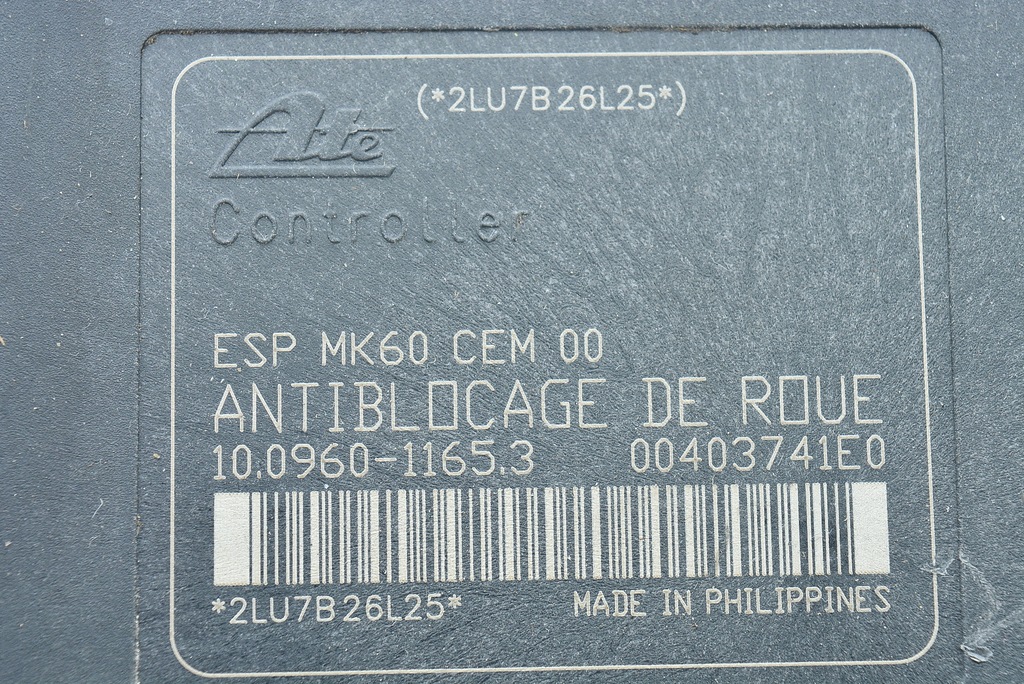 (*2LU7B26L25*)
Ate
Controller
ESP MK60 CEM 00
ANTIBLOCAGE DE ROUE
10.0960-1165.3 00403741E0
*2LU7B26L25*
MADE IN PHILIPPINES